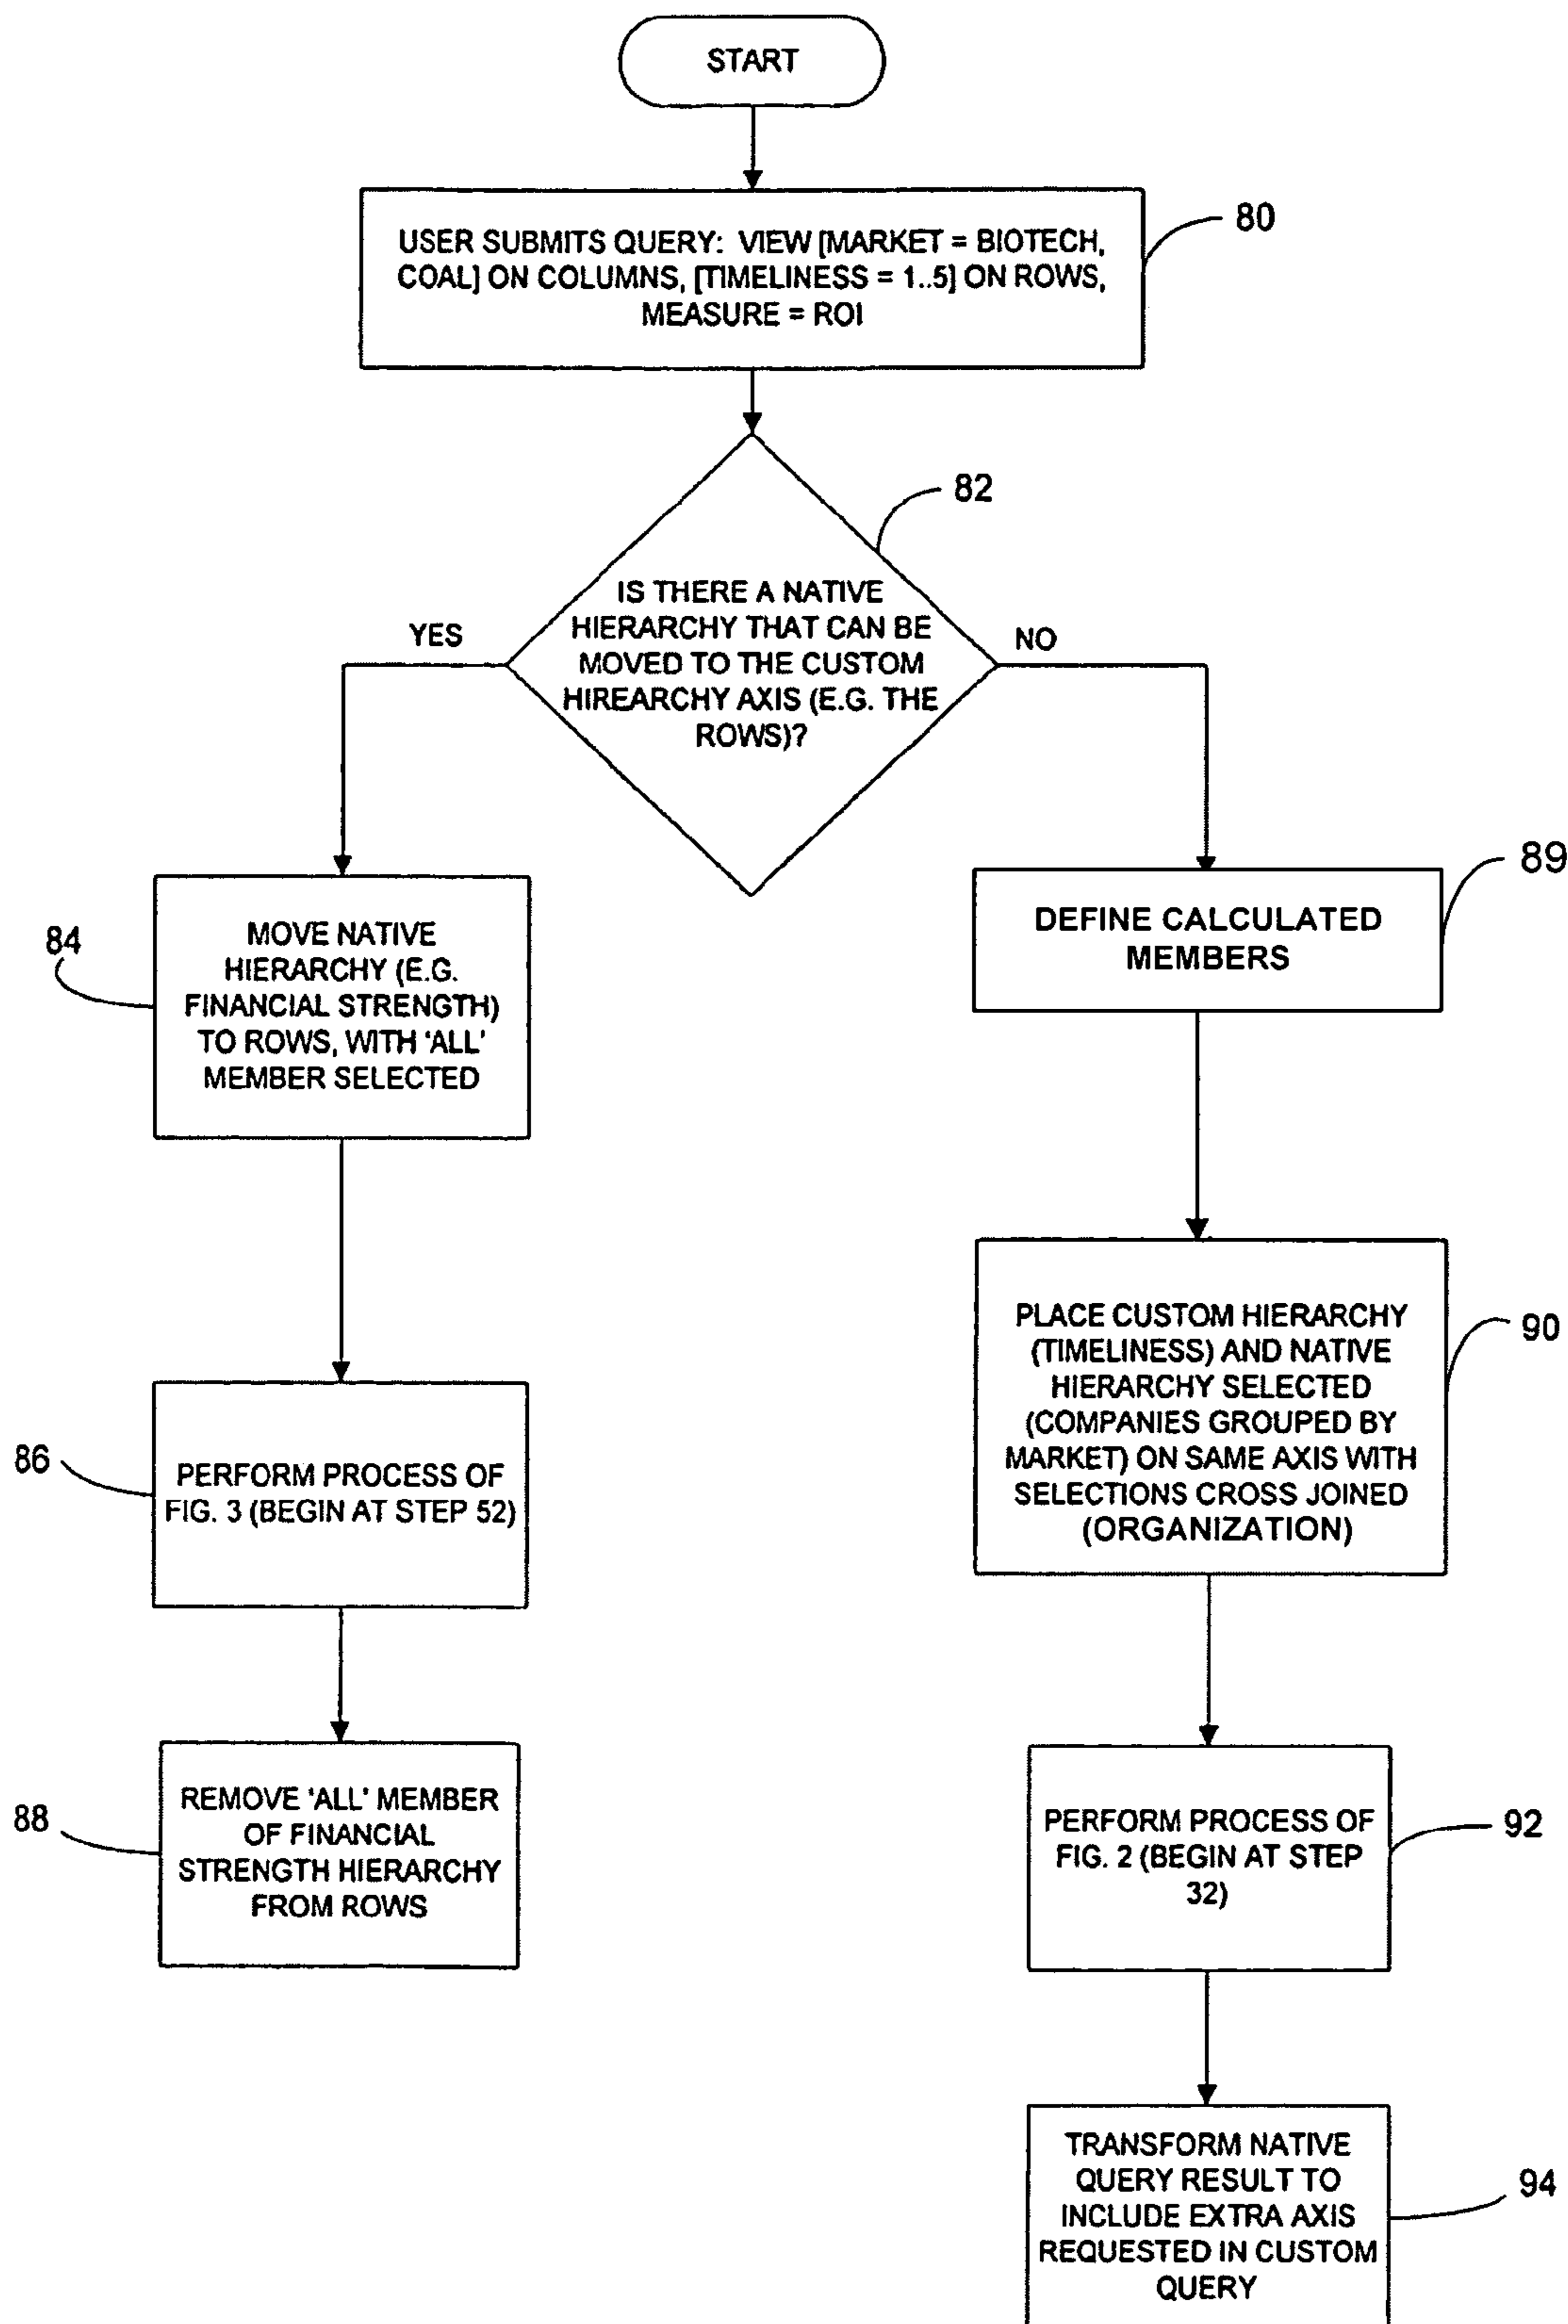 START
USER SUBMITS QUERY: VIEW [MARKET = BIOTECH,
COAL] ON COLUMNS, [TIMELINESS = 1..5] ON ROWS,
MEASURE = ROI
80
82
IS THERE A NATIVE
HIERARCHY THAT CAN BE
MOVED TO THE CUSTOM
HIREARCHY AXIS (E.G. THE
ROWS)?
YES
NO
84
MOVE NATIVE
HIERARCHY (E.G.
FINANCIAL STRENGTH)
TO ROWS, WITH 'ALL'
MEMBER SELECTED
86
PERFORM PROCESS OF
FIG. 3 (BEGIN AT STEP 52)
88
REMOVE 'ALL' MEMBER
OF FINANCIAL
STRENGTH HIERARCHY
FROM ROWS
89
DEFINE CALCULATED
MEMBERS
90
PLACE CUSTOM HIERARCHY
(TIMELINESS) AND NATIVE
HIERARCHY SELECTED
(COMPANIES GROUPED BY
MARKET) ON SAME AXIS WITH
SELECTIONS CROSS JOINED
(ORGANIZATION)
92
PERFORM PROCESS OF
FIG. 2 (BEGIN AT STEP
32)
94
TRANSFORM NATIVE
QUERY RESULT TO
INCLUDE EXTRA AXIS
REQUESTED IN CUSTOM
QUERY